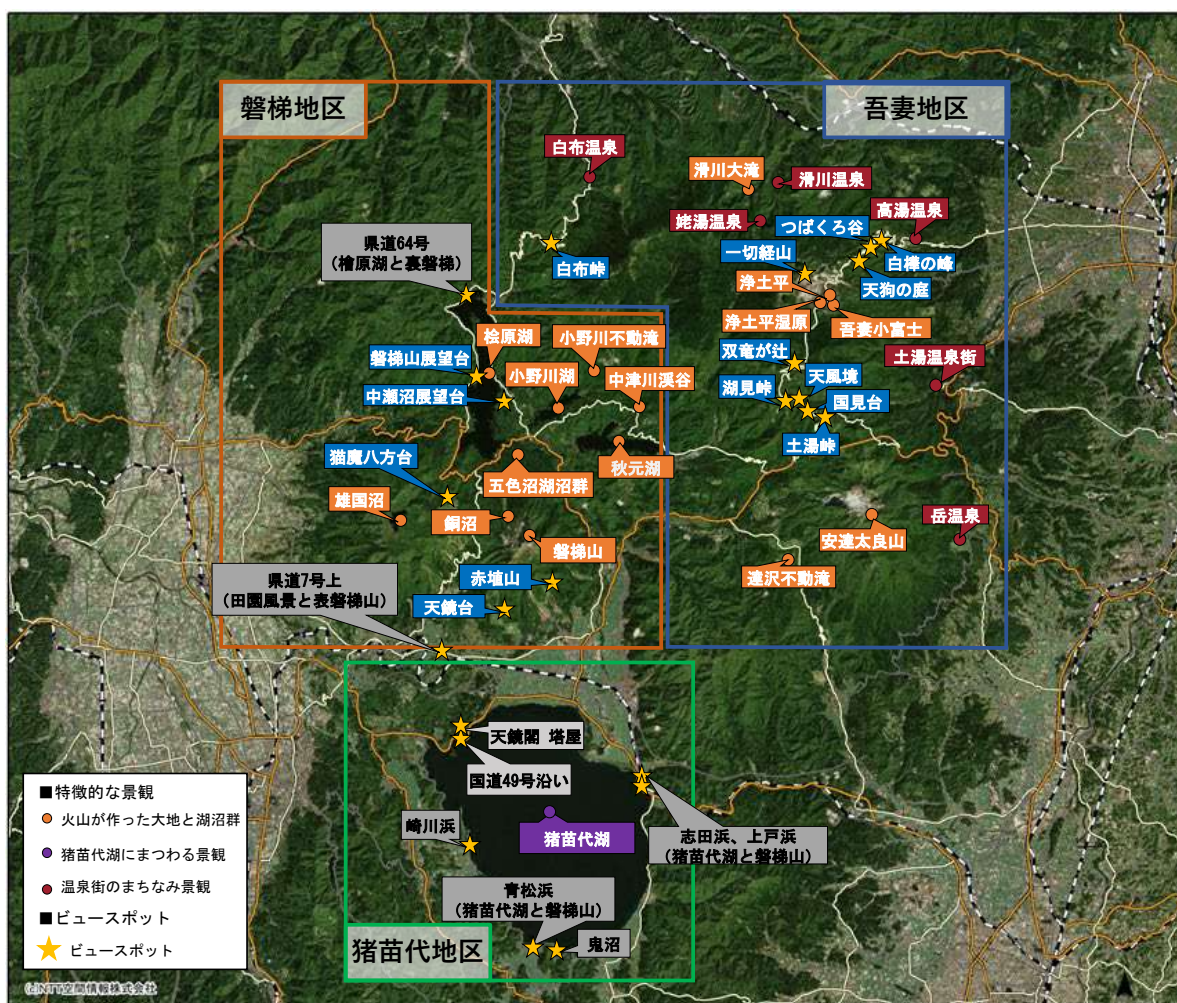 磐梯地区
吾妻地区
白布温泉
滑川大滝
滑川温泉
姥湯温泉
高湯温泉
つばくろ谷
県道64号
（檜原湖と裏磐梯）
白布峠
一切経山
白樺の峰
天狗の庭
浄土平
浄土平湿原
吾妻小富士
桧原湖
小野川不動滝
磐梯山展望台
双竜が辻
土湯温泉街
小野川湖
中津川渓谷
天風境
中瀬沼展望台
湖見峠
国見台
土湯峠
猫魔八方台
五色沼湖沼群
秋元湖
雄国沼
銅沼
安達太良山
岳温泉
磐梯山
達沢不動滝
県道7号上
（田園風景と表磐梯山）
赤埴山
天鏡台
天鏡閣 塔屋
国道49号沿い
崎川浜
猪苗代湖
志田浜、上戸浜
（猪苗代湖と磐梯山）
青松浜
（猪苗代湖と磐梯山）
鬼沼
猪苗代地区
■特徴的な景観
火山が作った大地と湖沼群
猪苗代湖にまつわる景観
温泉街のまちなみ景観
■ビュースポット
ビュースポット
(c)NTT空間情報株式会社